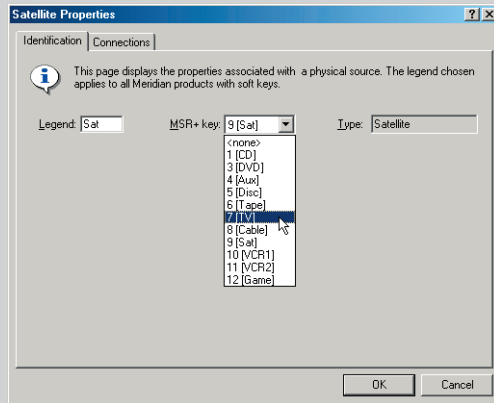 Satellite Properties
Identification
Connections
This page displays the properties associated with a physical source. The legend chosen
applies to all Meridian products with soft keys.
Legend: Sat
MSR+ key: 9 [Sat]
Type: Satellite
<none>
1 [CD]
3 [DVD]
4 [Aux]
5 [Disc]
6 [Tape]
7 [TV]
8 [Cable]
9 [Sat]
10 [VCR1]
11 [VCR2]
12 [Game]
OK
Cancel